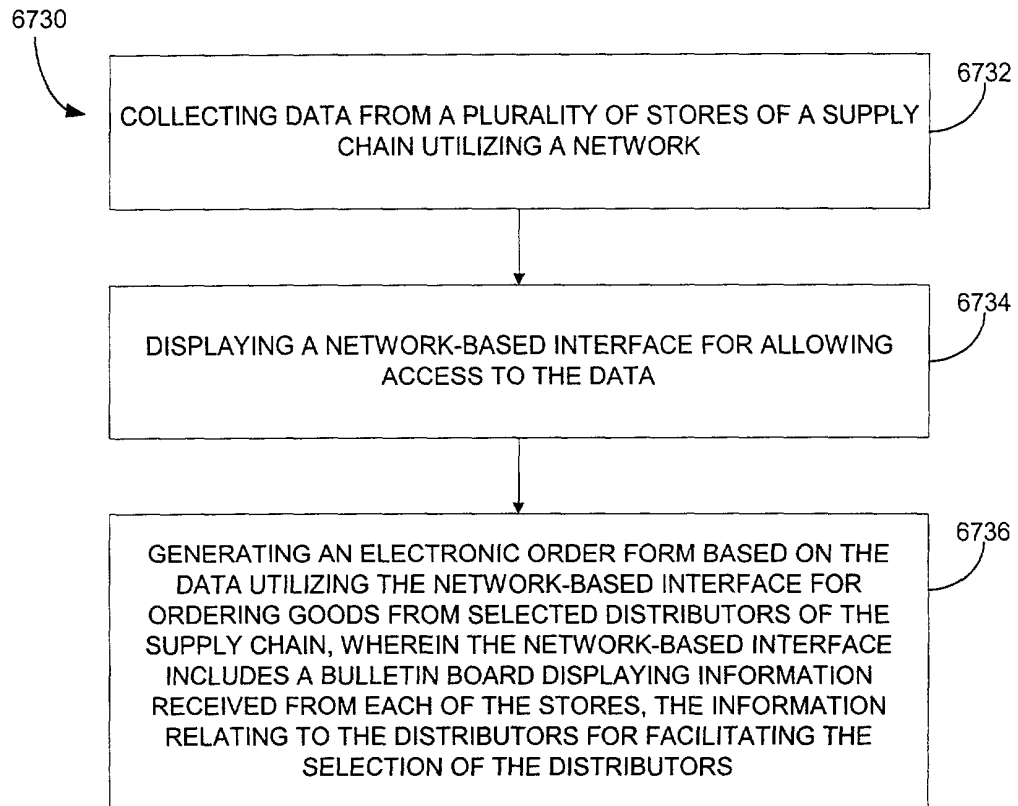 6730
6732
COLLECTING DATA FROM A PLURALITY OF STORES OF A SUPPLY
CHAIN UTILIZING A NETWORK
6734
DISPLAYING A NETWORK-BASED INTERFACE FOR ALLOWING
ACCESS TO THE DATA
6736
GENERATING AN ELECTRONIC ORDER FORM BASED ON THE
DATA UTILIZING THE NETWORK-BASED INTERFACE FOR
ORDERING GOODS FROM SELECTED DISTRIBUTORS OF THE
SUPPLY CHAIN, WHEREIN THE NETWORK-BASED INTERFACE
INCLUDES A BULLETIN BOARD DISPLAYING INFORMATION
RECEIVED FROM EACH OF THE STORES, THE INFORMATION
RELATING TO THE DISTRIBUTORS FOR FACILITATING THE
SELECTION OF THE DISTRIBUTORS